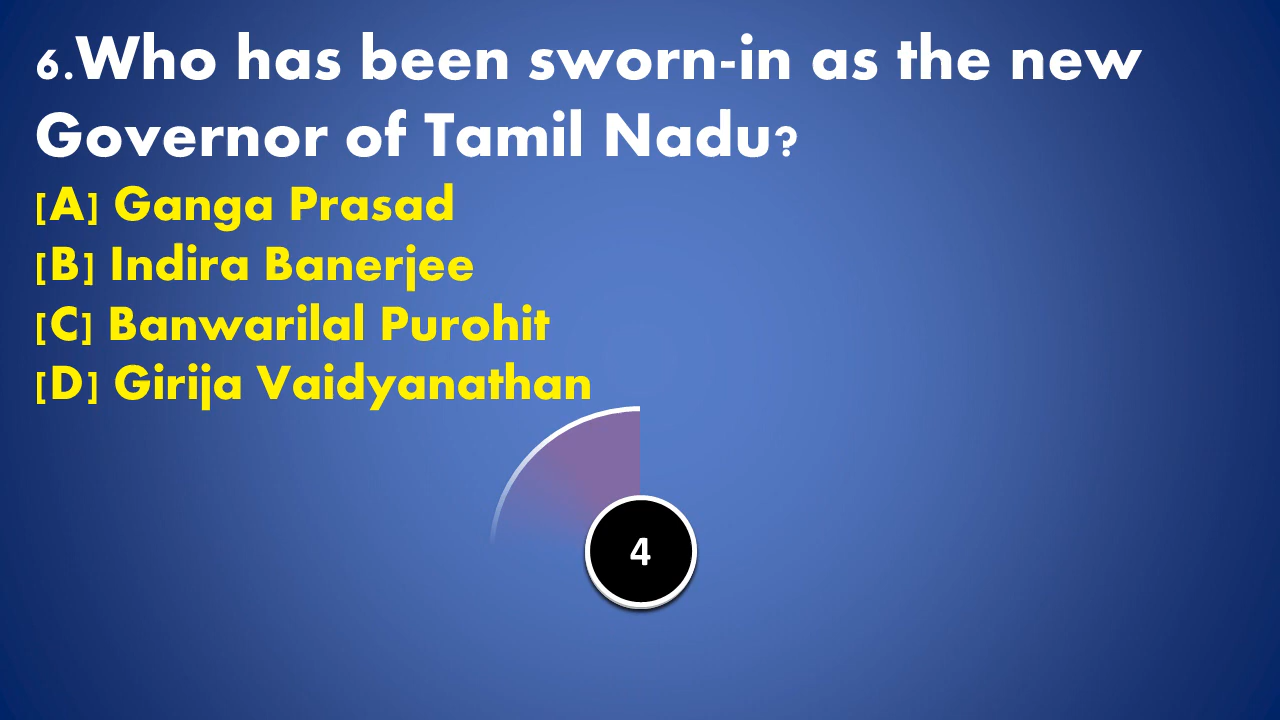 6.Who has been sworn-in as the new
Governor of Tamil Nadu?
[A] Ganga Prasad
[B] Indira Banerjee
[C] Banwarilal Purohit
[D] Girija Vaidyanathan
4